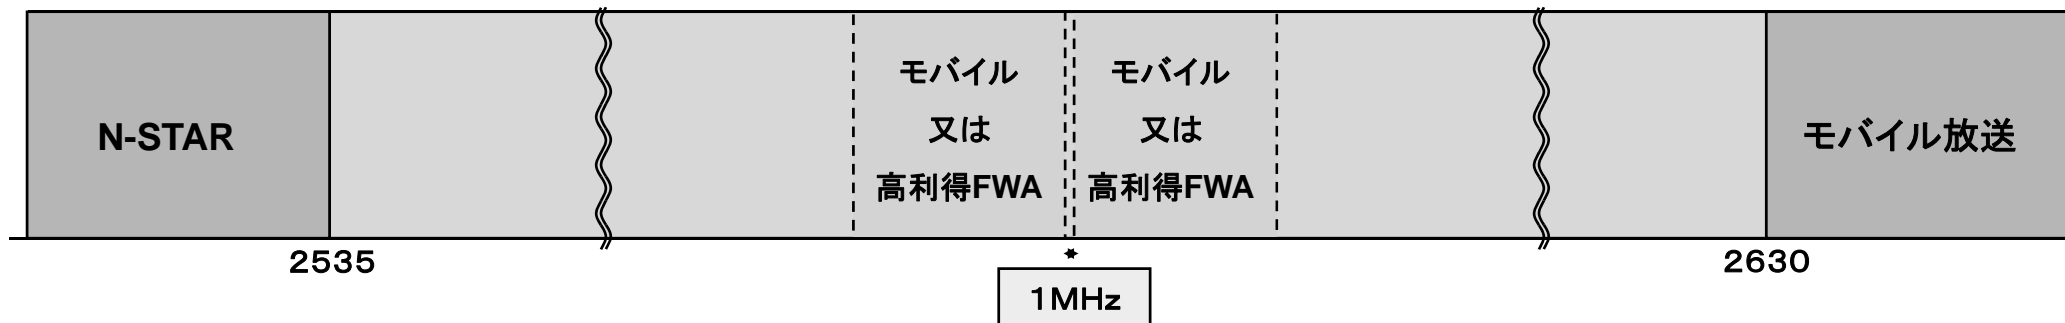 N-STAR
モバイル
又は
高利得FWA
モバイル
又は
高利得FWA
モバイル放送
２５３５
２６３０
１MHz